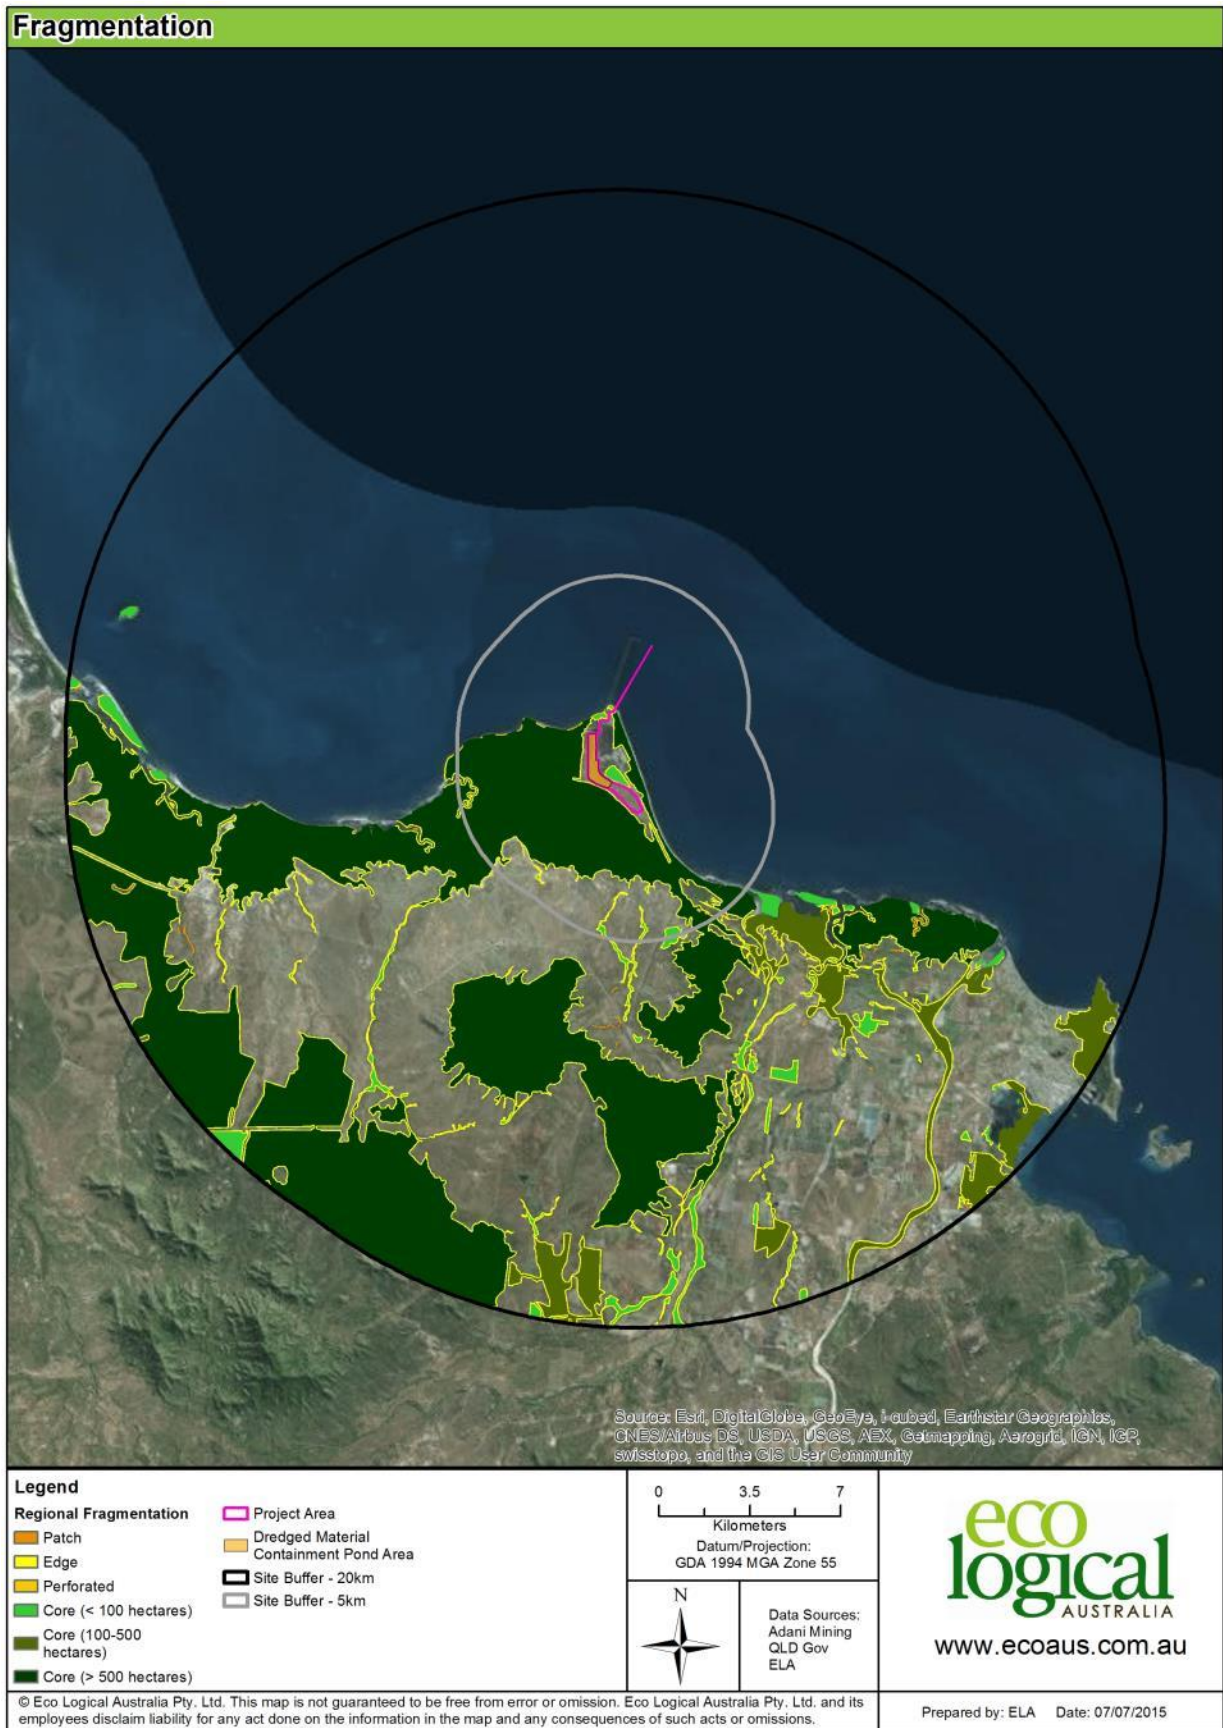 Fragmentation
Source: Esri, DigitalGlobe, GeoEye, i-cubed, Earthstar Geographics,
CNES/Airbus DS, USDA, USGS, AEX, Getmapping, Aerogrid, IGN, IGP,
swisstopo, and the GIS User Community
Legend
Regional Fragmentation
Patch
Edge
Perforated
Core (< 100 hectares)
Core (100-500
hectares)
Core (> 500 hectares)
Project Area
Dredged Material
Containment Pond Area
Site Buffer - 20km
Site Buffer - 5km
0 3.5 7
Kilometers
Datum/Projection:
GDA 1994 MGA Zone 55
N
Data Sources:
Adani Mining
QLD Gov
ELA
eco
logical
AUSTRALIA
www.ecoaus.com.au
© Eco Logical Australia Pty. Ltd. This map is not guaranteed to be free from error or omission. Eco Logical Australia Pty. Ltd. and its
employees disclaim liability for any act done on the information in the map and any consequences of such acts or omissions.
Prepared by: ELA Date: 07/07/2015